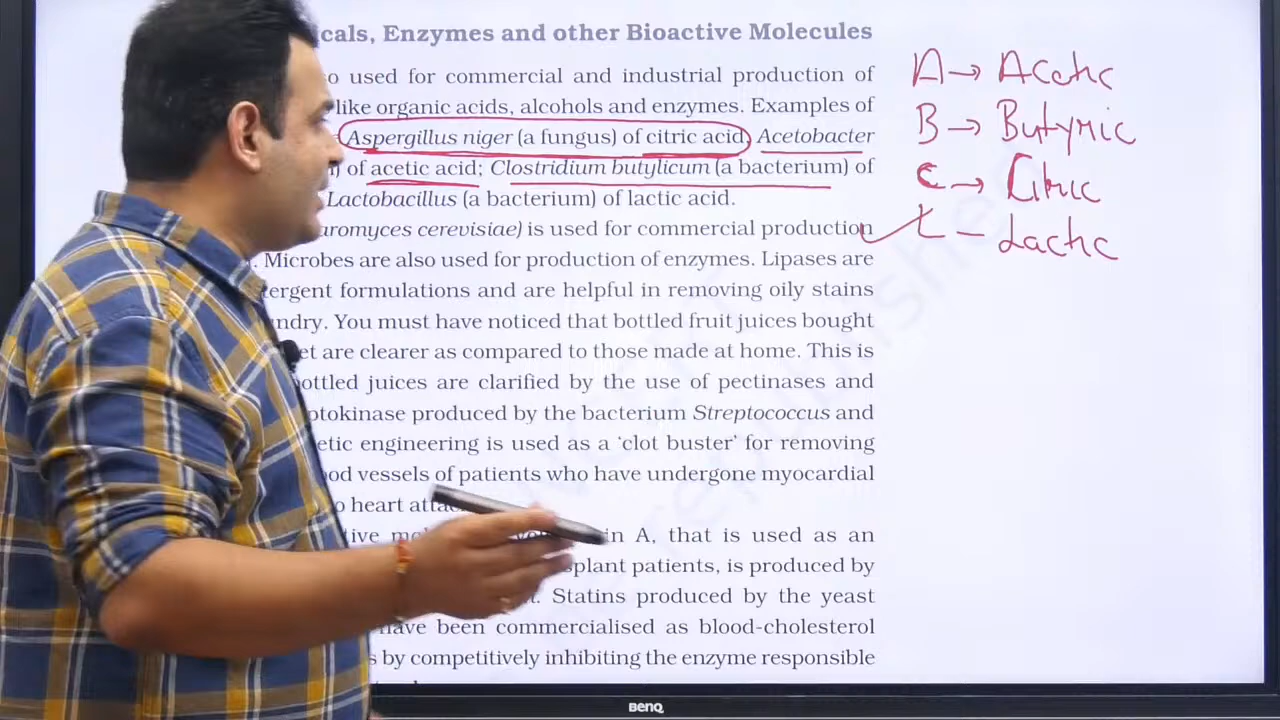 cals, Enzymes and other Bioactive Molecules
o used for commercial and industrial production of
like organic acids, alcohols and enzymes. Examples of
Aspergillus niger (a fungus) of citric acid, Acetobacter
) of acetic acid; Clostridium butylicum (a bacterium) of
Lactobacillus (a bacterium) of lactic acid.
aromyces cerevisiae) is used for commercial production
. Microbes are also used for production of enzymes. Lipases are
ergent formulations and are helpful in removing oily stains
ndry. You must have noticed that bottled fruit juices bought
et are clearer as compared to those made at home. This is
ottled juices are clarified by the use of pectinases and
otokinase produced by the bacterium Streptococcus and
etic engineering is used as a ‘clot buster’ for removing
od vessels of patients who have undergone myocardial
o heart atta
tive in A, that is used as an
splant patients, is produced by
. Statins produced by the yeast
have been commercialised as blood-cholesterol
s by competitively inhibiting the enzyme responsible
A → Acetic
B → Butyric
C → Citric
L – Lactic
BenQ